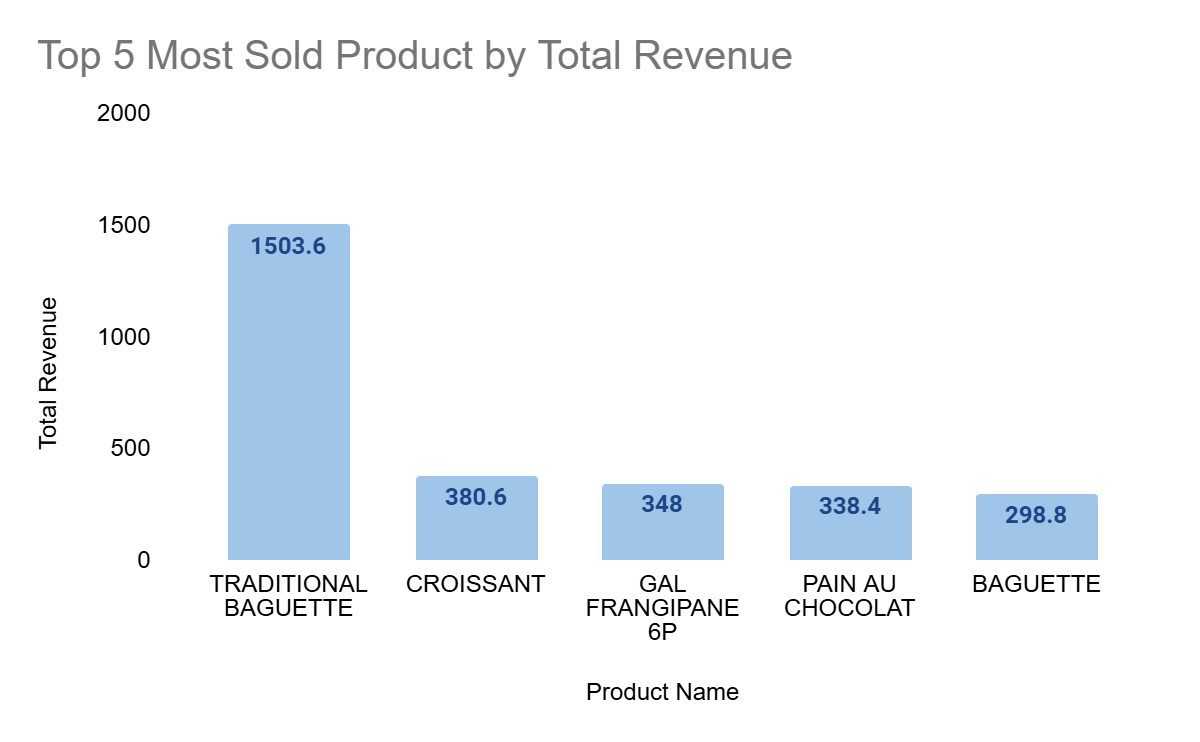 Top 5 Most Sold Product by Total Revenue
2000
1500
1000
500
0
Total Revenue
1503.6
380.6
348
338.4
298.8
TRADITIONAL
BAGUETTE
CROISSANT
GAL
FRANGIPANE
6P
PAIN AU
CHOCOLAT
BAGUETTE
Product Name